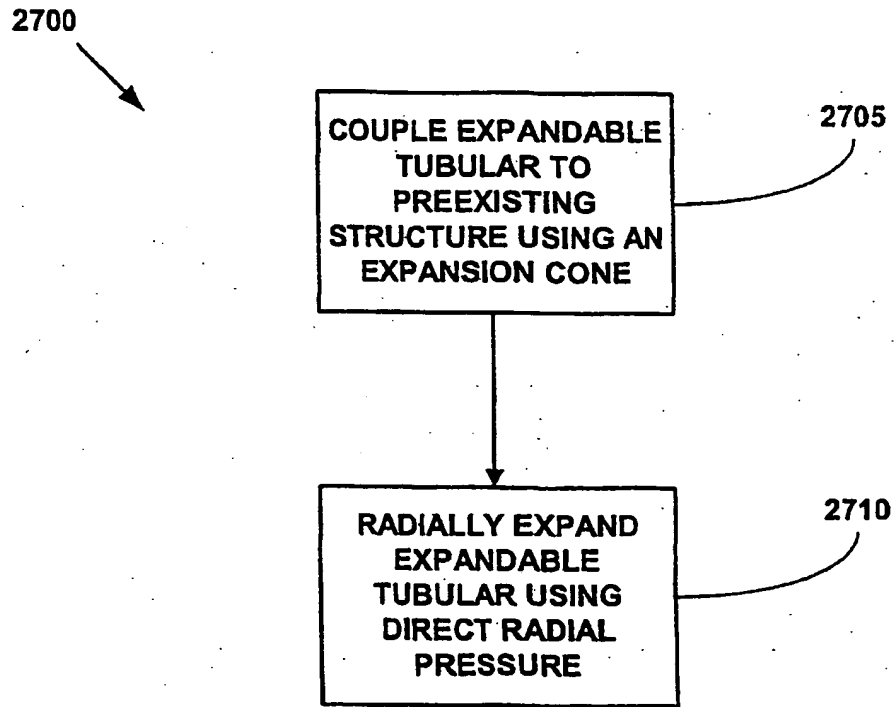 2700
COUPLE EXPANDABLE
TUBULAR TO
PREEXISTING
STRUCTURE USING AN
EXPANSION CONE
2705
RADIALLY EXPAND
EXPANDABLE
TUBULAR USING
DIRECT RADIAL
PRESSURE
2710